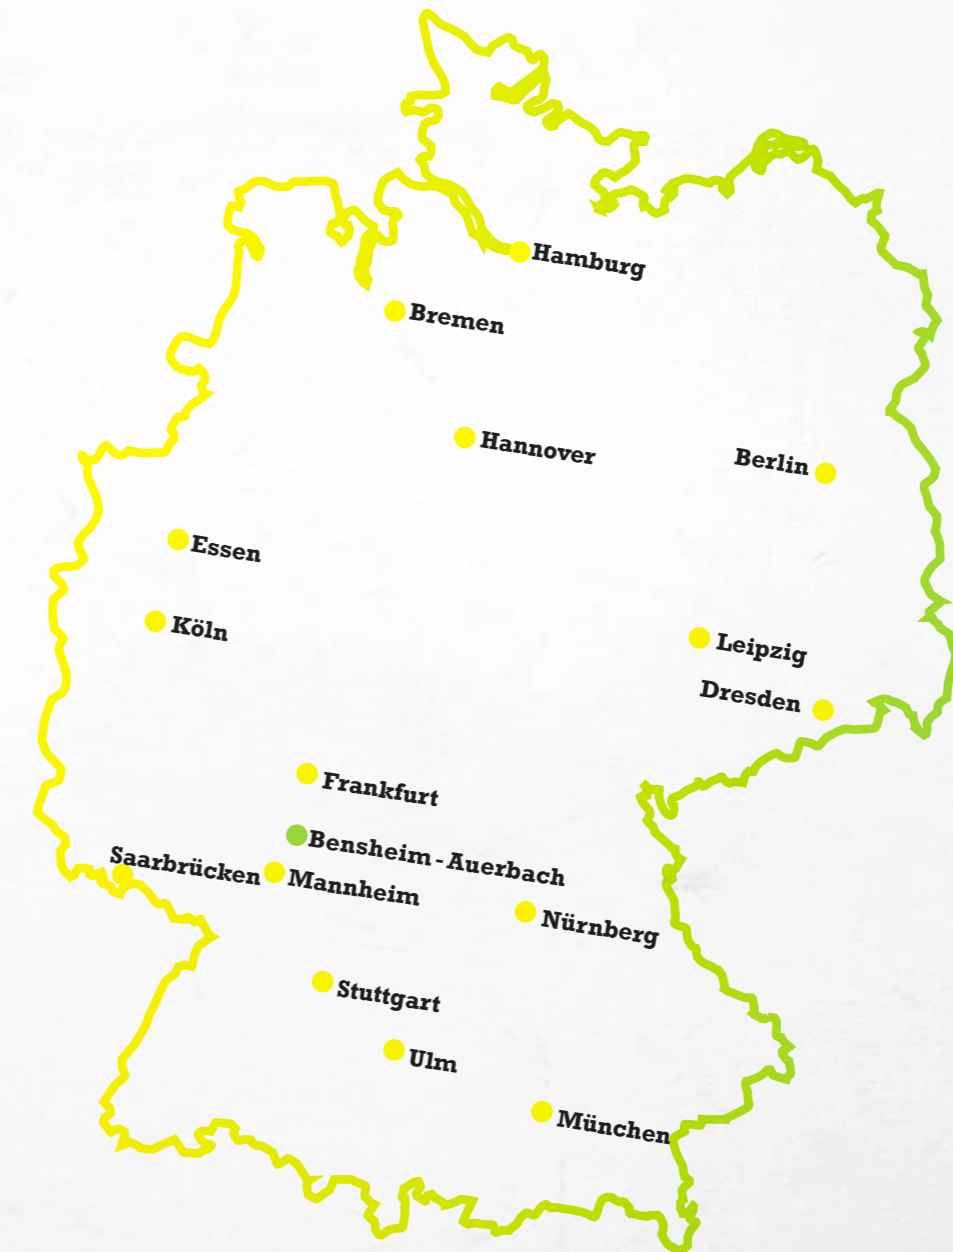 Hamburg
Bremen
Hannover
Berlin
Essen
Köln
Leipzig
Dresden
Frankfurt
Bensheim-Auerbach
Saarbrücken
Mannheim
Nürnberg
Stuttgart
Ulm
München